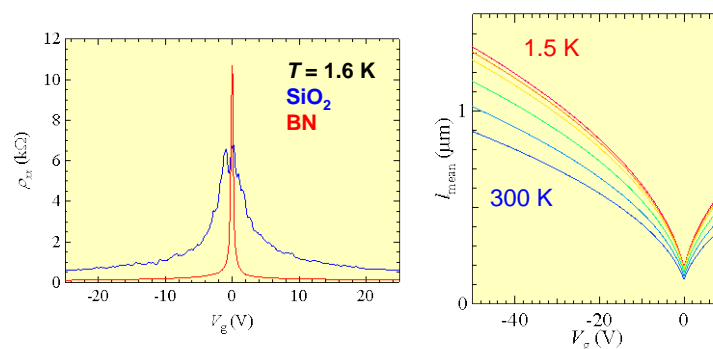 12
10
8
6
4
2
0
ρxx (kΩ)
T = 1.6 K
SiO2
BN
-20
-10
0
10
20
Vg (V)
1
0
lmean (μm)
1.5 K
300 K
-40
-20
0
Vg (V)